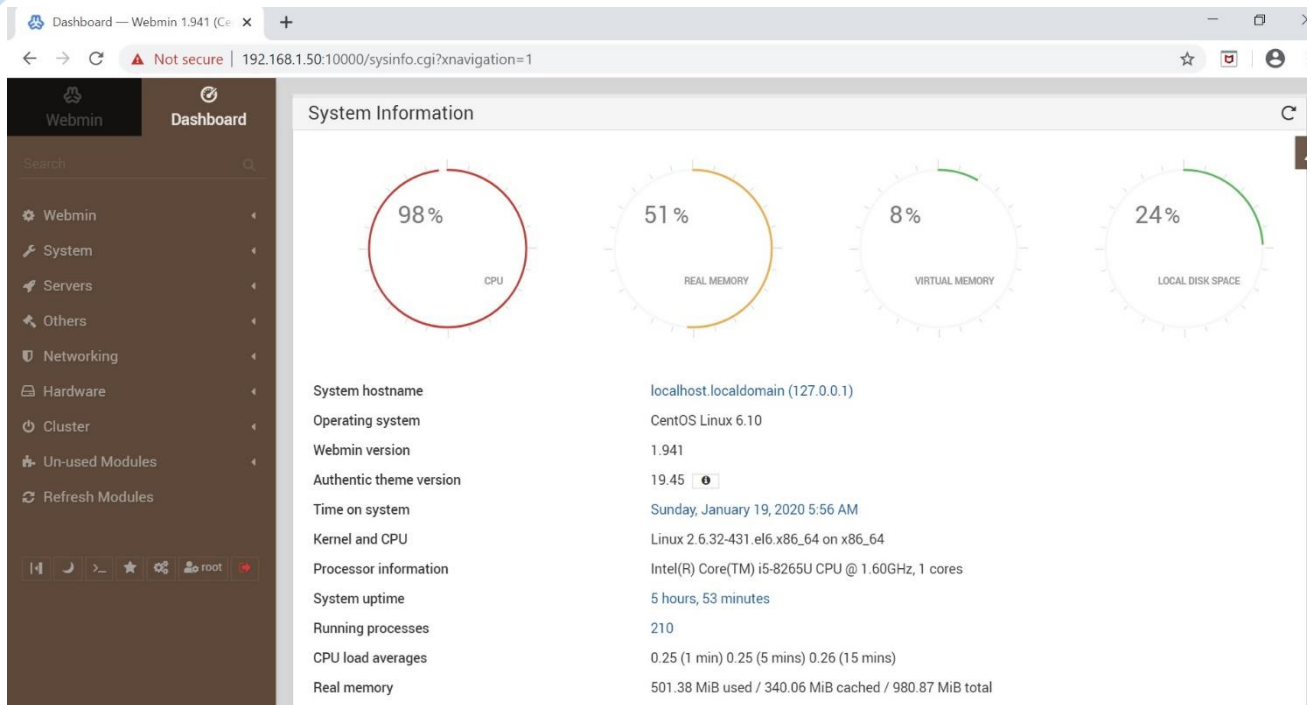 Dashboard — Webmin 1.941 (Ce
Not secure | 192.168.1.50:10000/sysinfo.cgi?xnavigation=1
Webmin
Dashboard
Search
Webmin
System
Servers
Others
Networking
Hardware
Cluster
Un-used Modules
Refresh Modules
root
System Information
98%
CPU
51%
REAL MEMORY
8%
VIRTUAL MEMORY
24%
LOCAL DISK SPACE
System hostname localhost.localdomain (127.0.0.1)
Operating system CentOS Linux 6.10
Webmin version 1.941
Authentic theme version 19.45
Time on system Sunday, January 19, 2020 5:56 AM
Kernel and CPU Linux 2.6.32-431.el6.x86_64 on x86_64
Processor information Intel(R) Core(TM) i5-8265U CPU @ 1.60GHz, 1 cores
System uptime 5 hours, 53 minutes
Running processes 210
CPU load averages 0.25 (1 min) 0.25 (5 mins) 0.26 (15 mins)
Real memory 501.38 MiB used / 340.06 MiB cached / 980.87 MiB total